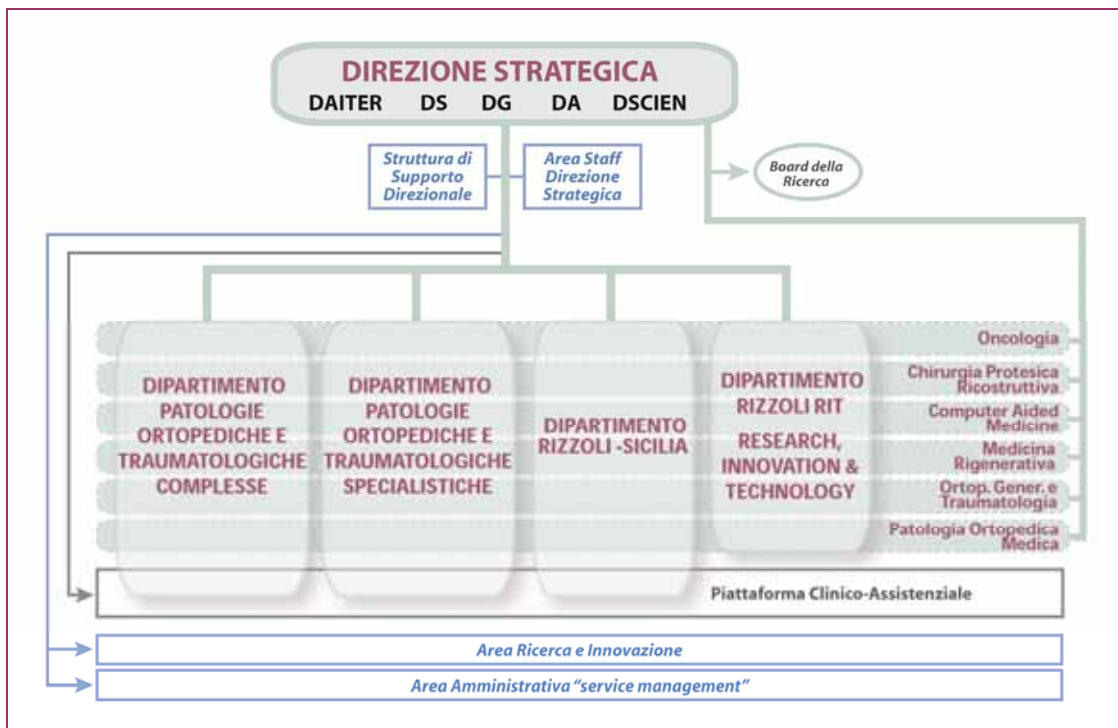 DIREZIONE STRATEGICA
DAITER DS DG DA DSCIEN
Struttura di
Supporto
Direzionale
Area Staff
Direzione
Strategica
Board della
Ricerca
DIPARTIMENTO
PATOLOGIE
ORTOPEDICHE E
TRAUMATOLOGICHE
COMPLESSE
DIPARTIMENTO
PATOLOGIE
ORTOPEDICHE E
TRAUMATOLOGICHE
SPECIALISTICHE
DIPARTIMENTO
RIZZOLI -SICILIA
DIPARTIMENTO
RIZZOLI RIT
RESEARCH,
INNOVATION &
TECHNOLOGY
Oncologia
Chirurgia Protesica
Ricostruttiva
Computer Aided
Medicine
Medicina
Rigenerativa
Ortop. Gener. e
Traumatologia
Patologia Ortopedica
Medica
Piattaforma Clinico-Assistenziale
Area Ricerca e Innovazione
Area Amministrativa “service management”